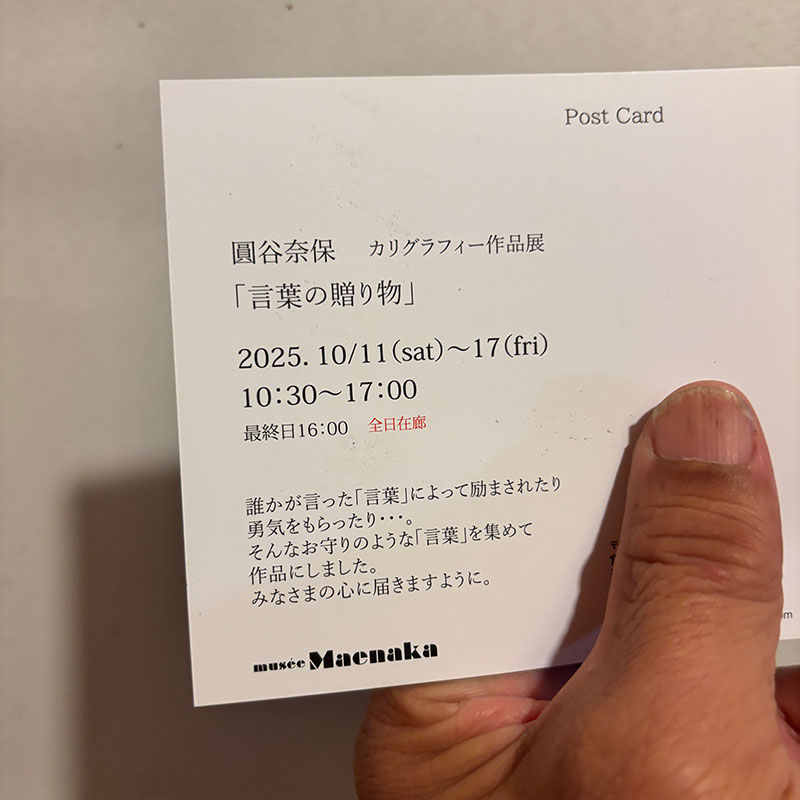 Post Card
圓谷奈保　カリグラフィー作品展
「言葉の贈り物」
2025. 10/11(sat)〜17(fri)
10：30〜17：00
最終日16：00　全日在廊
誰かが言った「言葉」によって励まされたり
勇気をもらったり・・・。
そんなお守りのような「言葉」を集めて
作品にしました。
みなさまの心に届きますように。
musée Maenaka
〒